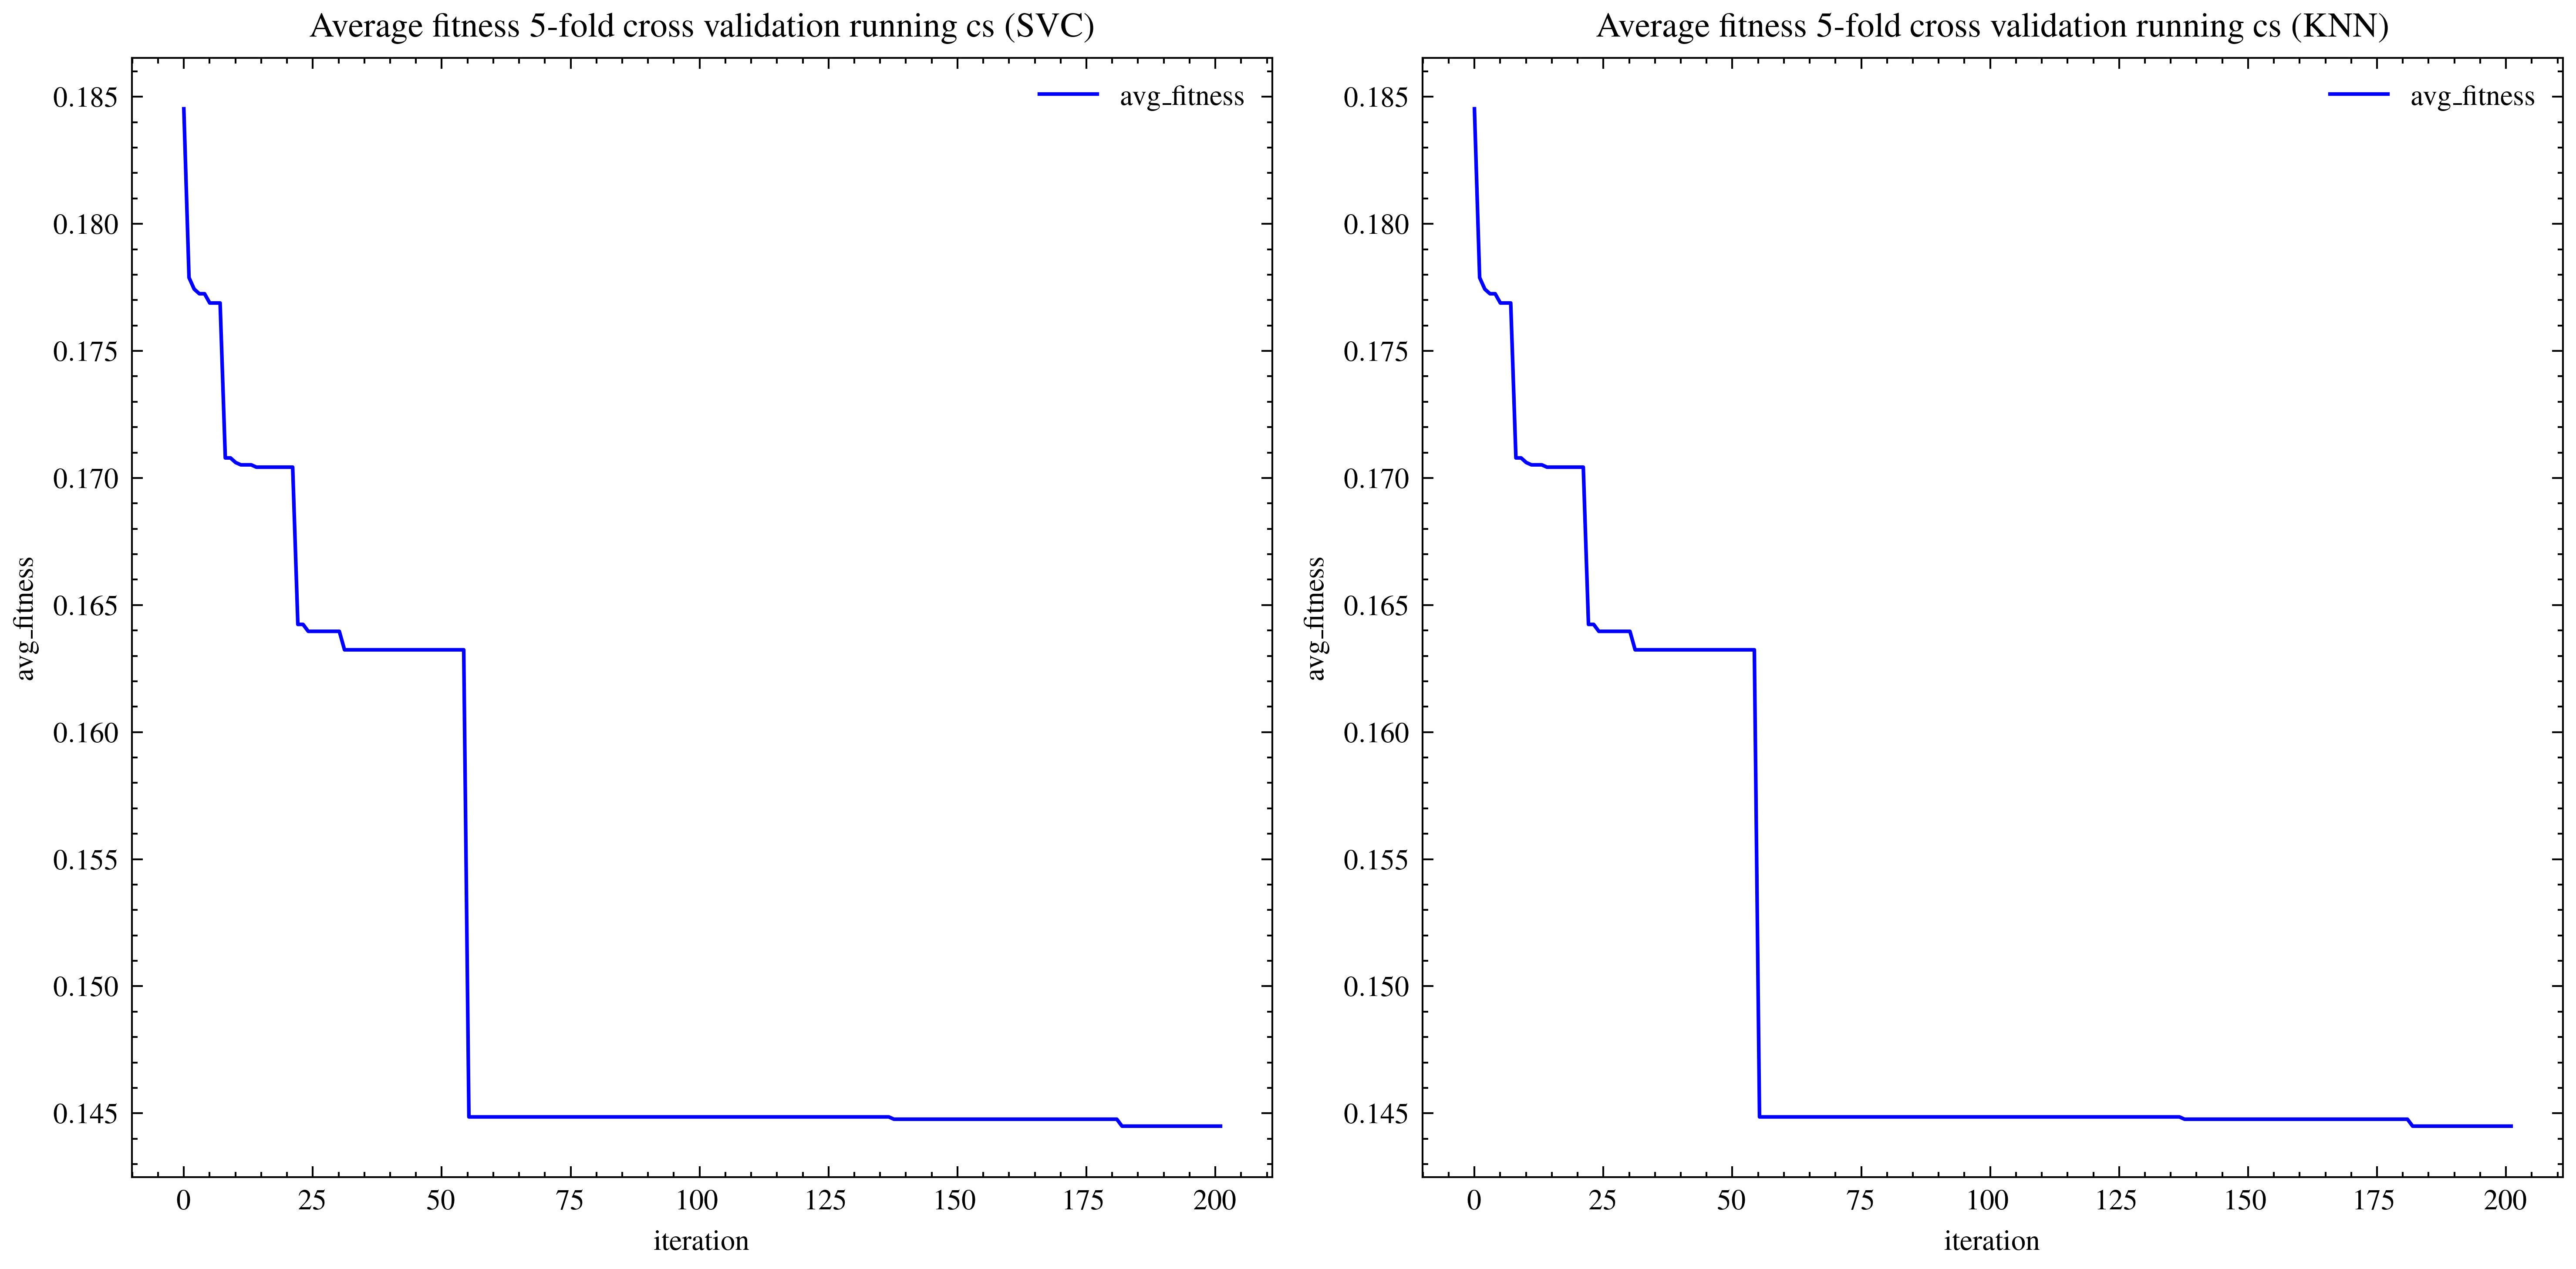 Average fitness 5-fold cross validation running cs (SVC)
avg_fitness
0.185
0.180
0.175
0.170
0.165
0.160
0.155
0.150
0.145
avg_fitness
0 25 50 75 100 125 150 175 200
iteration
Average fitness 5-fold cross validation running cs (KNN)
avg_fitness
0.185
0.180
0.175
0.170
0.165
0.160
0.155
0.150
0.145
avg_fitness
0 25 50 75 100 125 150 175 200
iteration